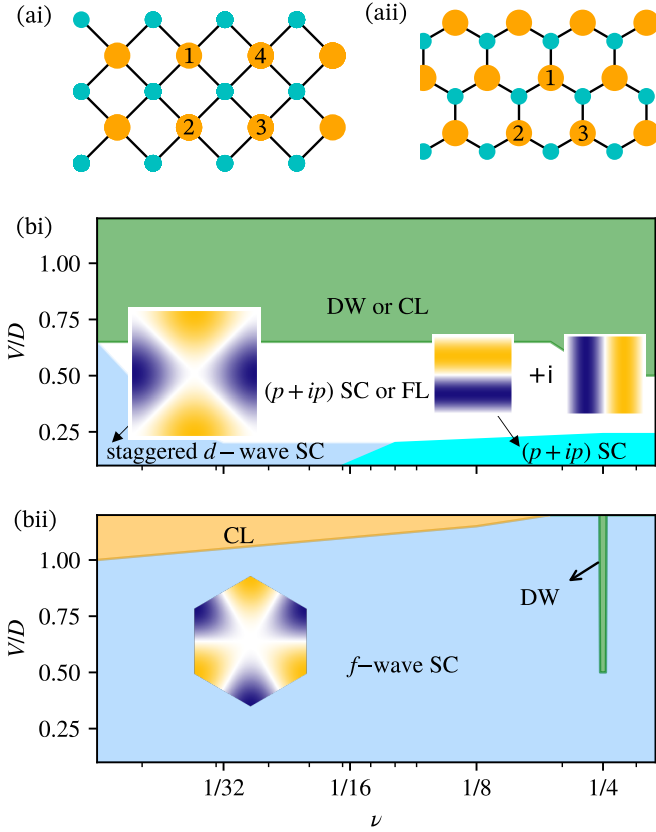 (ai)
1 4
2 3
(aii)
1
2 3
(bi)
V/D
1.00
0.75
0.50
0.25
DW or CL
(p + ip) SC or FL
+i
staggered d−wave SC
(p + ip) SC
(bii)
V/D
1.00
0.75
0.50
0.25
CL
DW
f−wave SC
1/32 1/16 1/8 1/4
ν